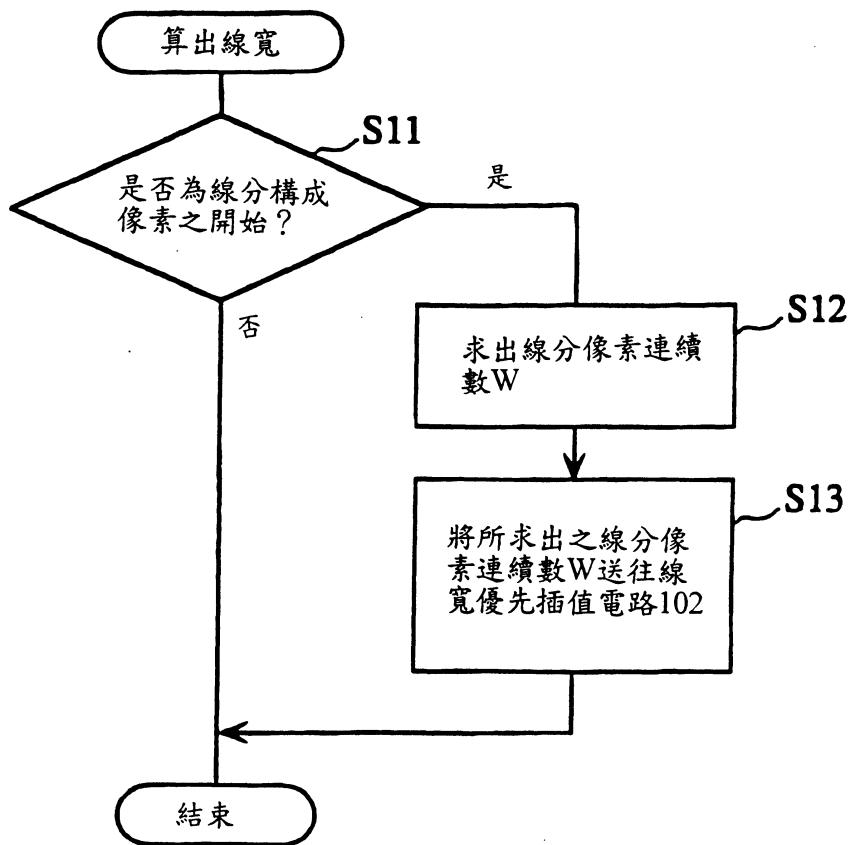 算出線寬
S11
是否為線分構成
像素之開始？
是
否
S12
求出線分像素連續
數W
S13
將所求出之線分像
素連續數W送往線
寬優先插值電路102
結束